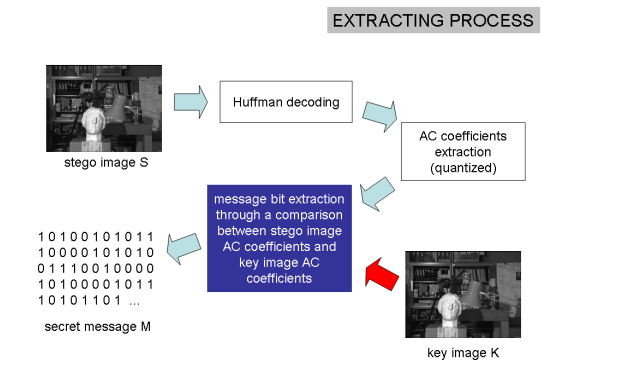 EXTRACTING PROCESS
Huffman decoding
stego image S
AC coefficients
extraction
(quantized)
message bit extraction
through a comparison
between stego image
AC coefficients and
key image AC
coefficients
1 0 1 0 0 1 0 1 0 1 1
1 0 0 0 0 1 0 1 0 1 0
0 1 1 1 0 0 1 0 0 0 0
1 0 1 0 0 0 0 1 0 1 1
1 0 1 0 1 1 0 1 ...
secret message M
key image K